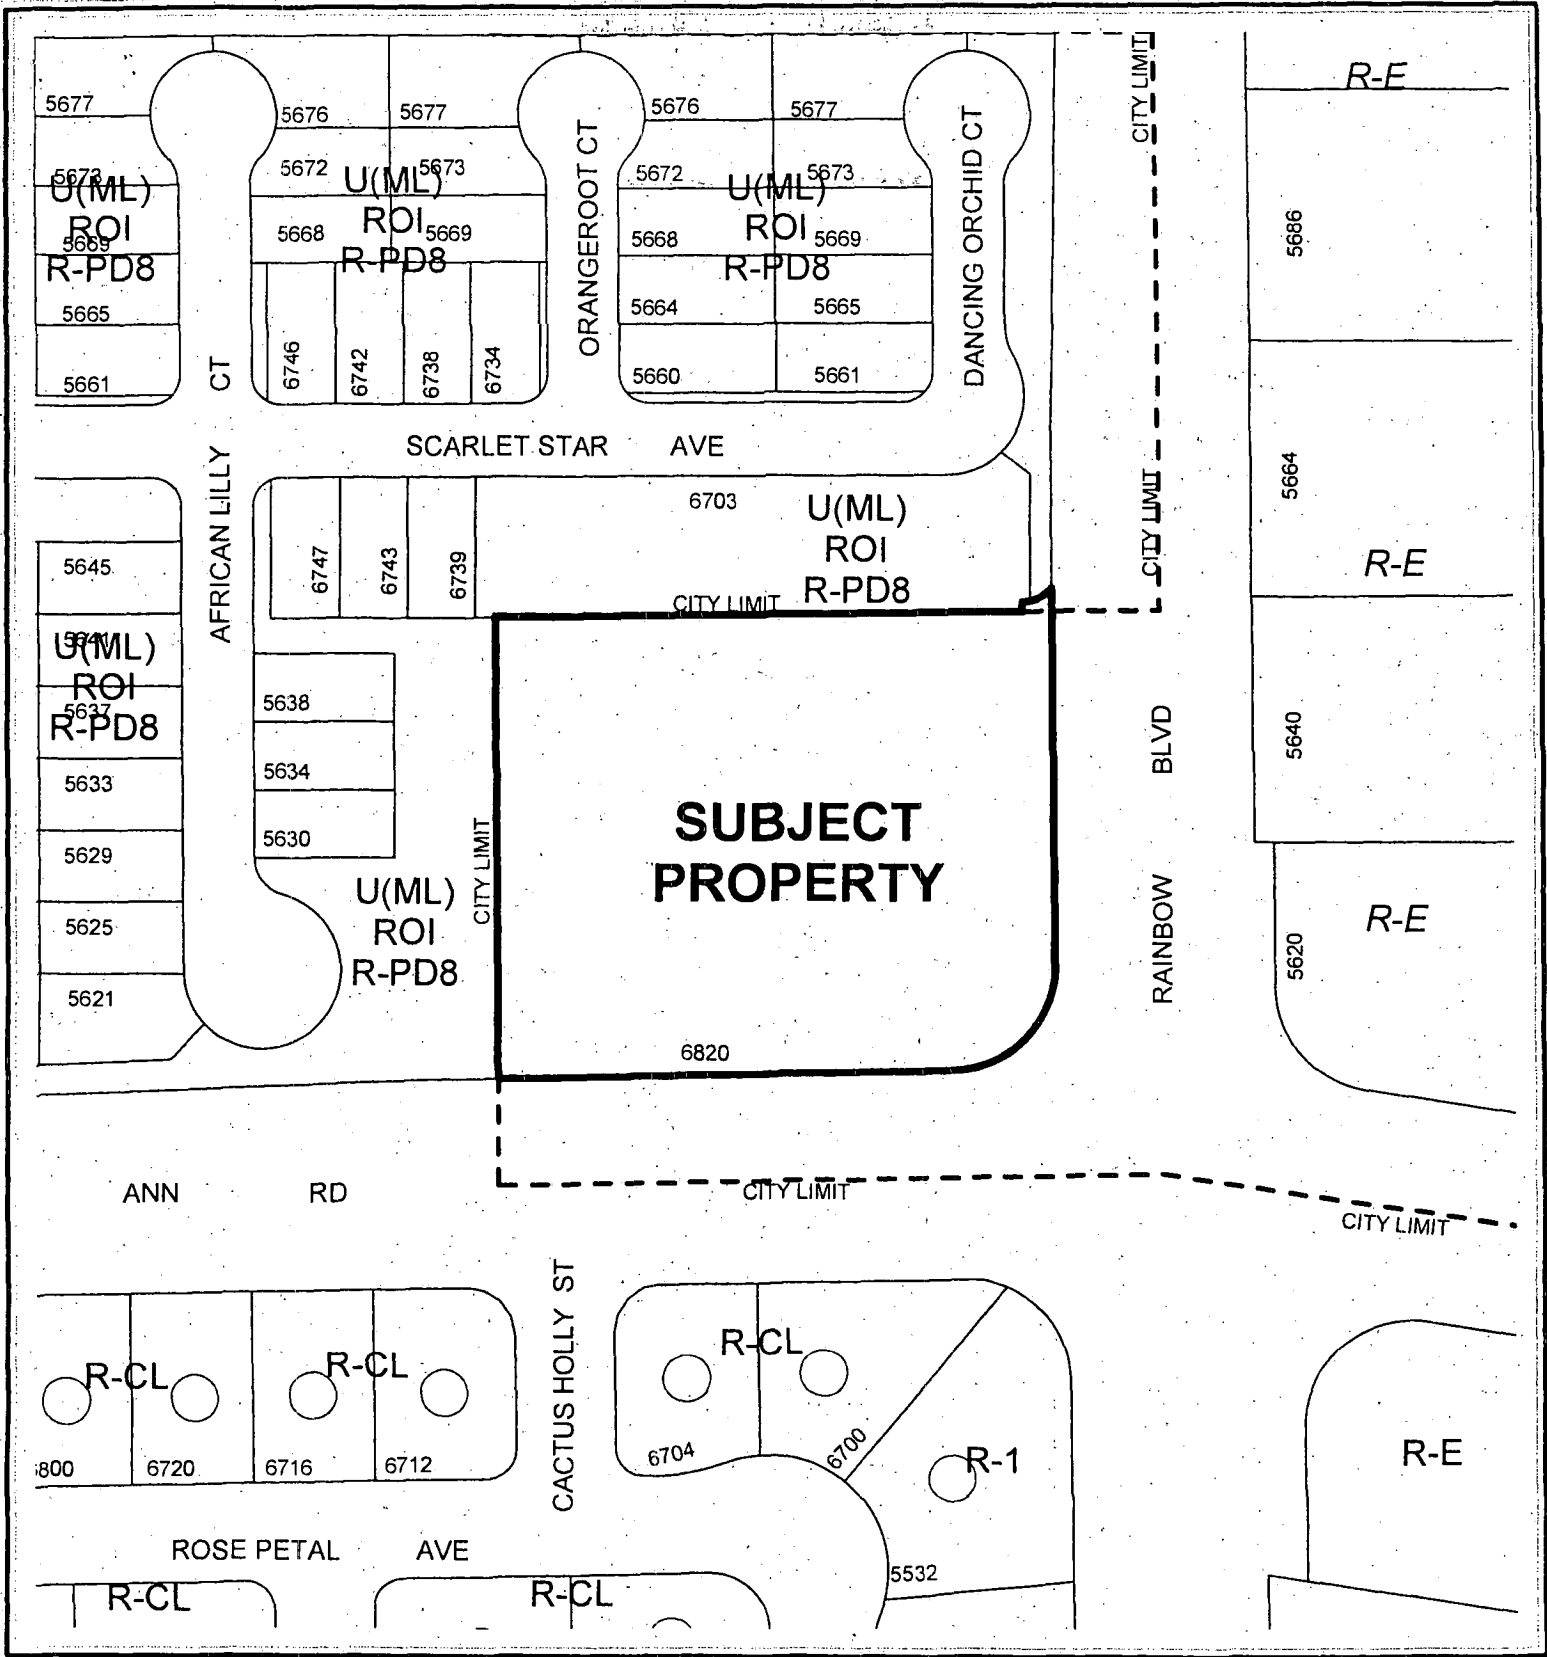 CITY LIMIT
R-E
5677
5676
5677
5676
5677
5673
5672
5673
5672
5673
U(ML)
ROI
R-PD8
U(ML)
ROI
R-PD8
U(ML)
ROI
R-PD8
5669
5668
5669
5668
5669
5665
5664
5665
5661
5660
5661
6746
6742
6738
6734
ORANGEROOT CT
DANCING ORCHID CT
5686
SCARLET STAR AVE
AFRICAN LILLY CT
6703
U(ML)
ROI
R-PD8
CITY LIMIT
5664
R-E
6747
6743
6739
CITY LIMIT
5645
5641
U(ML)
ROI
R-PD8
5637
5633
5629
5625
5621
5638
5634
5630
U(ML)
ROI
R-PD8
CITY LIMIT
SUBJECT
PROPERTY
6820
RAINBOW BLVD
5640
R-E
5620
ANN RD
CITY LIMIT
CITY LIMIT
CACTUS HOLLY ST
R-CL
R-CL
R-CL
6720
6716
6712
6704
6700
R-1
R-E
ROSE PETAL AVE
5532
R-CL
R-CL